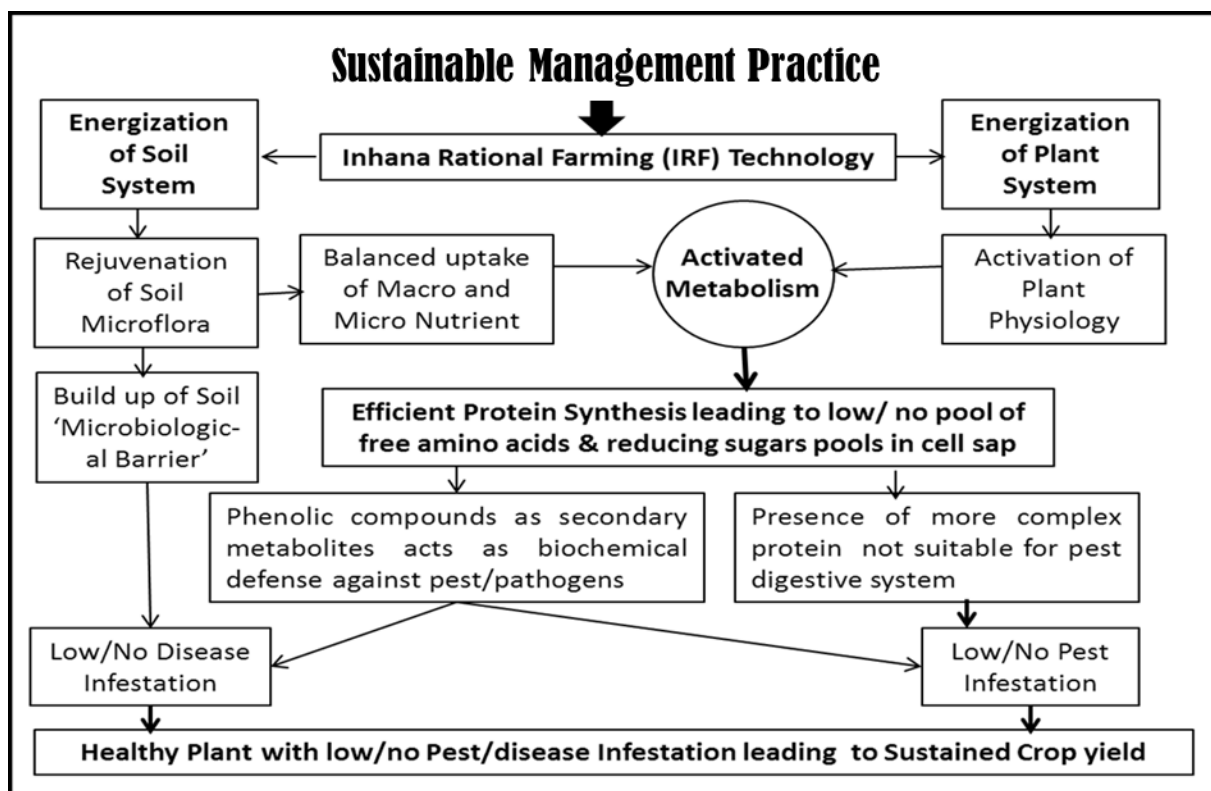 Sustainable Management Practice
Energization
of Soil
System
Inhana Rational Farming (IRF) Technology
Energization
of Plant
System
Rejuvenation
of Soil
Microflora
Balanced uptake
of Macro and
Micro Nutrient
Activated
Metabolism
Activation of
Plant
Physiology
Build up of Soil
‘Microbiologic-
al Barrier’
Efficient Protein Synthesis leading to low/ no pool of
free amino acids & reducing sugars pools in cell sap
Phenolic compounds as secondary
metabolites acts as biochemical
defense against pest/pathogens
Presence of more complex
protein not suitable for pest
digestive system
Low/No Disease
Infestation
Low/No Pest
Infestation
Healthy Plant with low/no Pest/disease Infestation leading to Sustained Crop yield